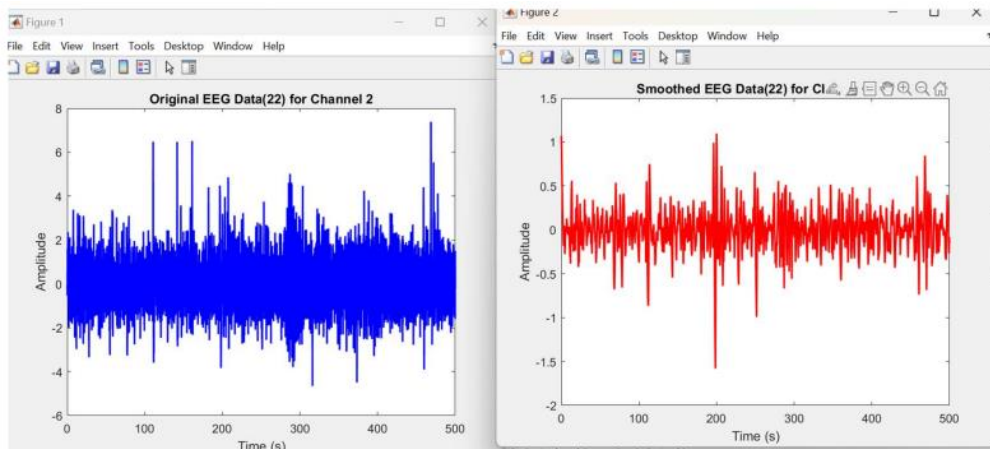 Figure 1
File Edit View Insert Tools Desktop Window Help
Original EEG Data(22) for Channel 2
8
6
4
2
0
-2
-4
-6
Amplitude
0 100 200 300 400 500
Time (s)
Figure 2
File Edit View Insert Tools Desktop Window Help
Smoothed EEG Data(22) for
1.5
1
0.5
0
-0.5
-1
-1.5
-2
Amplitude
0 100 200 300 400 500
Time (s)